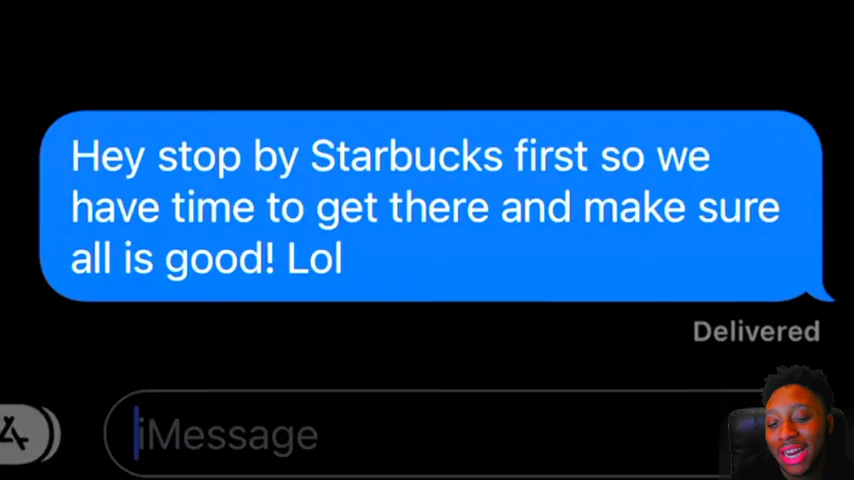 Hey stop by Starbucks first so we
have time to get there and make sure
all is good! Lol
Delivered
iMessage